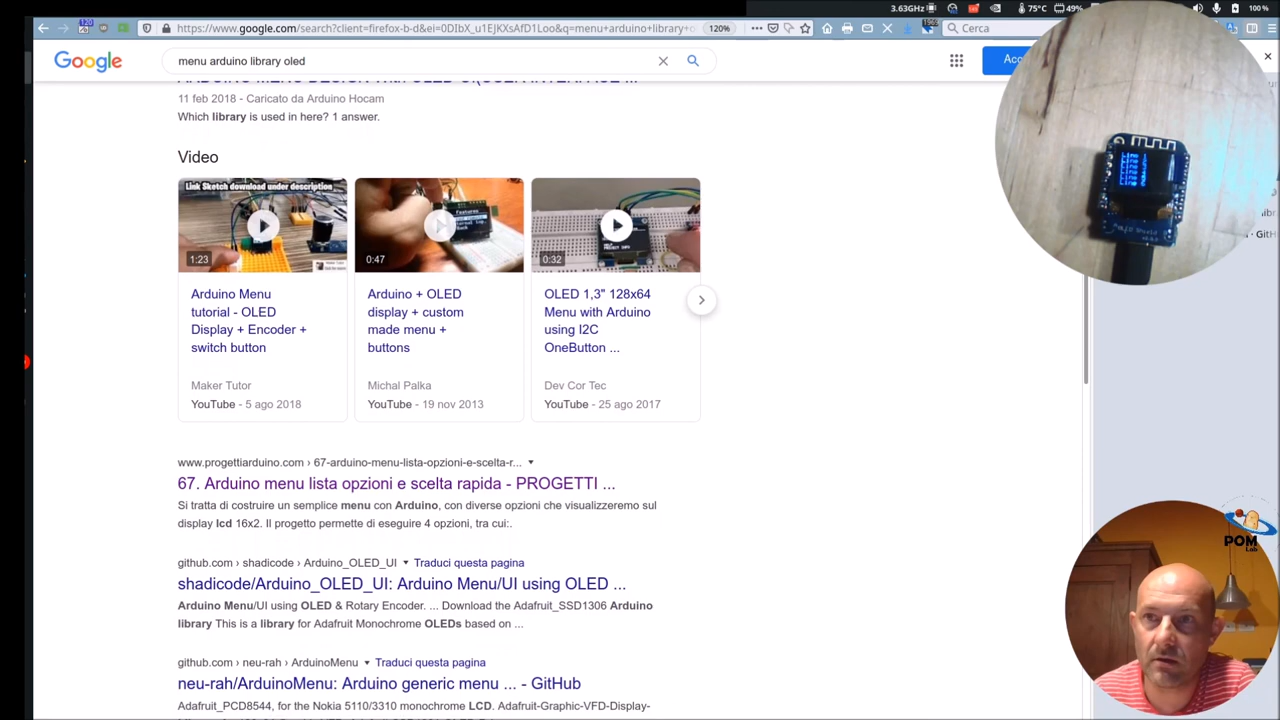 3.63GHz
75°C
100 %
120
https://www.google.com/search?client=firefox-b-d&ei=0DIbX_u1EJKXsAfD1Loo&q=menu+arduino+library+o
120%
Cerca
Google
menu arduino library oled
Acc
11 feb 2018 - Caricato da Arduino Hocam
Which library is used in here? 1 answer.
Video
Link Sketch download under description
1:23
0:47
0:32
Arduino Menu
tutorial - OLED
Display + Encoder +
switch button
Maker Tutor
YouTube - 5 ago 2018
Arduino + OLED
display + custom
made menu +
buttons
Michal Palka
YouTube - 19 nov 2013
OLED 1,3" 128x64
Menu with Arduino
using I2C
OneButton ...
Dev Cor Tec
YouTube - 25 ago 2017
www.progettiarduino.com › 67-arduino-menu-lista-opzioni-e-scelta-r...
67. Arduino menu lista opzioni e scelta rapida - PROGETTI ...
Si tratta di costruire un semplice menu con Arduino, con diverse opzioni che visualizzeremo sul
display lcd 16x2. Il progetto permette di eseguire 4 opzioni, tra cui:.
github.com › shadicode › Arduino_OLED_UI Traduci questa pagina
shadicode/Arduino_OLED_UI: Arduino Menu/UI using OLED ...
Arduino Menu/UI using OLED & Rotary Encoder. ... Download the Adafruit_SSD1306 Arduino
library This is a library for Adafruit Monochrome OLEDs based on ...
github.com › neu-rah › ArduinoMenu Traduci questa pagina
neu-rah/ArduinoMenu: Arduino generic menu ... - GitHub
Adafruit_PCD8544, for the Nokia 5110/3310 monochrome LCD. Adafruit-Graphic-VFD-Display-
OLED Shield
GitH
POM
Lab